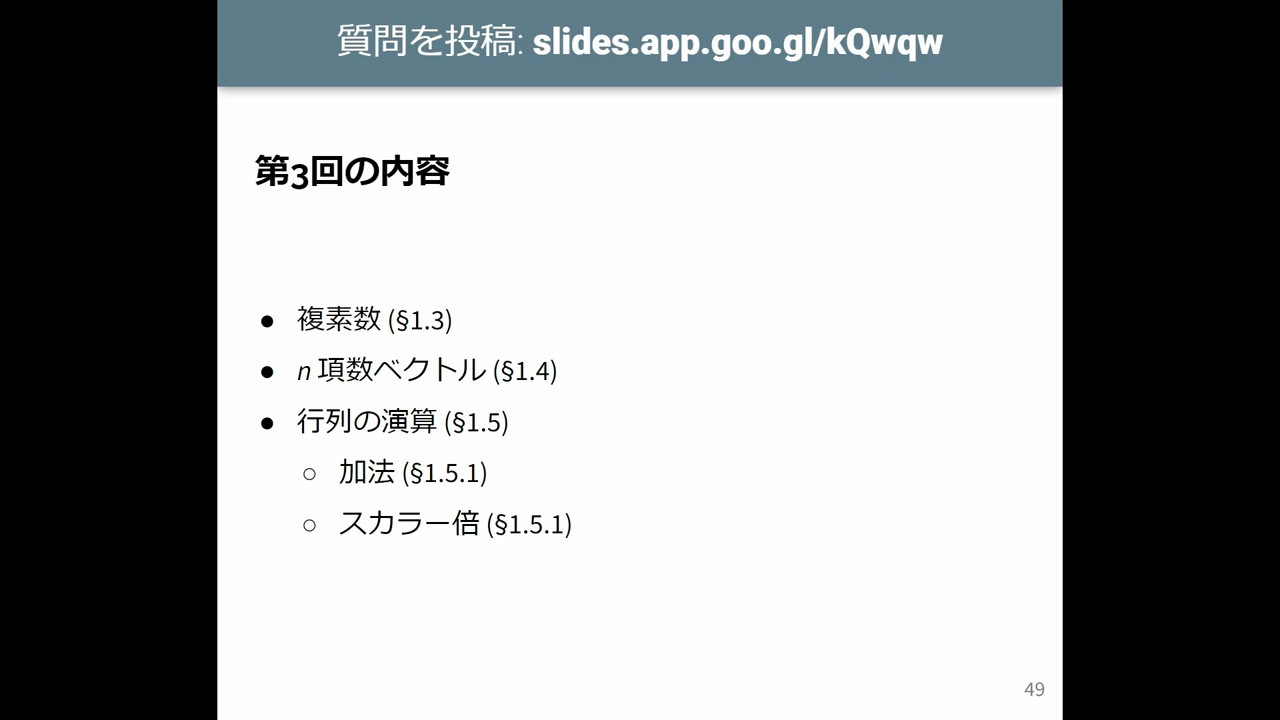 質問を投稿: slides.app.goo.gl/kQwqw
第3回の内容
● 複素数 (§1.3)
● n 項数ベクトル (§1.4)
● 行列の演算 (§1.5)
○ 加法 (§1.5.1)
○ スカラー倍 (§1.5.1)
49